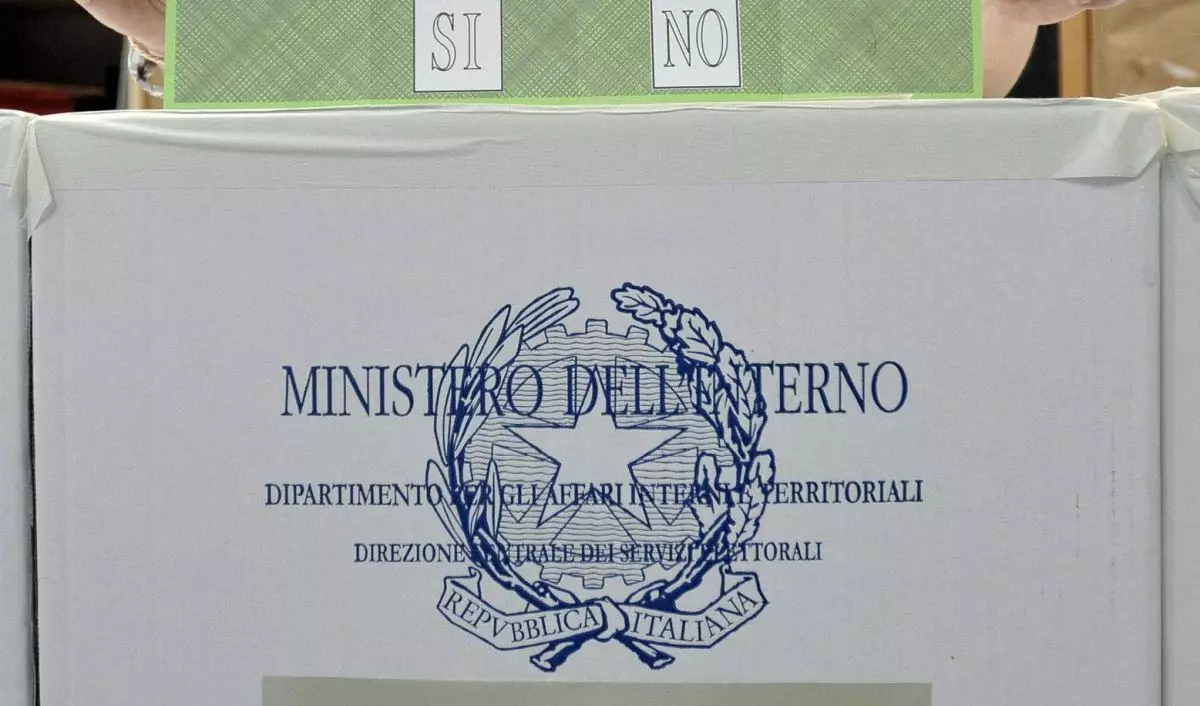 SI NO
MINISTERO DELL'INTERNO
DIPARTIMENTO PER GLI AFFARI INTERNI E TERRITORIALI
DIREZIONE CENTRALE DEI SERVIZI ELETTORALI
REPVBBLICA ITALIANA